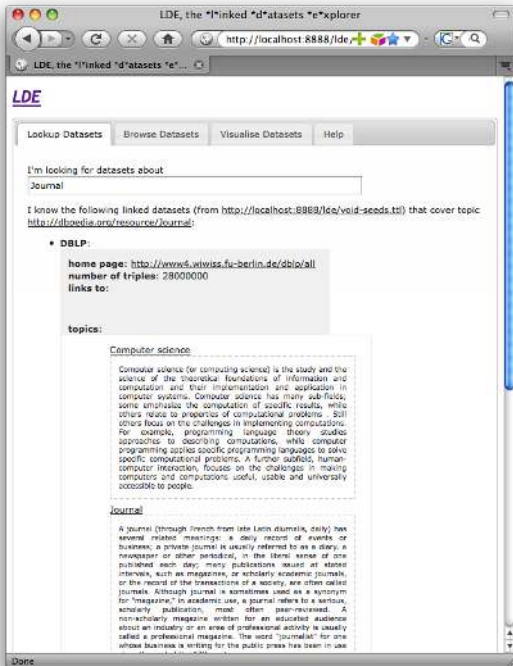 LDE, the *l*inked *d*atasets *e*xplorer
http://localhost:8888/lde/
LDE, the *l*inked *d*atasets *e*...
LDE
Lookup Datasets Browse Datasets Visualise Datasets Help
I'm looking for datasets about
Journal
I know the following linked datasets (from http://localhost:8888/lde/void-seeds.ttl) that cover topic
http://dbpedia.org/resource/Journal:
• DBLP:
home page: http://www4.wiwiss.fu-berlin.de/dblp/all
number of triples: 28000000
links to:
topics:
Computer science
Computer science (or computing science) is the study and the
science of the theoretical foundations of information and
computation and their implementation and application in
computer systems. Computer science has many sub-fields;
some emphasize the computation of specific results, while
others relate to properties of computational problems . Still
others focus on the challenges in implementing computations.
For example, programming language theory studies
approaches to describing computations, while computer
programming applies specific programming languages to solve
specific computational problems. A further subfield, human-
computer interaction, focuses on the challenges in making
computers and computations useful, usable and universally
accessible to people.
Journal
A journal (through French from late Latin diurnalis, daily) has
several related meanings: a daily record of events or
business; a private journal is usually referred to as a diary. a
newspaper or other periodical, in the literal sense of one
published each day; many publications issued at stated
intervals, such as magazines, or scholarly academic journals,
or the record of the transactions of a society, are often called
journals. Although journal is sometimes used as a synonym
for "magazine," in academic use, a journal refers to a serious,
scholarly publication, most often peer-reviewed. A
non-scholarly magazine written for an educated audience
about an industry or an area of professional activity is usually
called a professional magazine. The word "journalist" for one
whose business is writing for the public press has been in use
Done